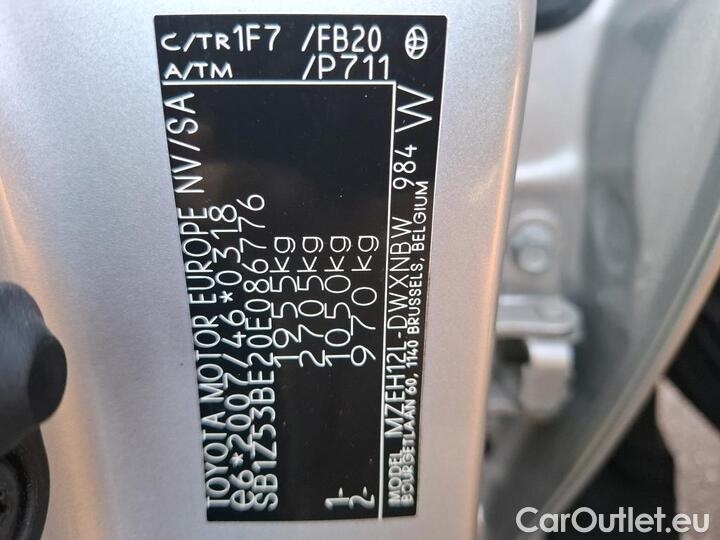 C/TR 1F7 /FB20
A/TM /P711
TOYOTA MOTOR EUROPE NV/SA
e6*2007/46*0318
SB1Z53BE20E086776
1955kg
2705kg
1- 1050kg
2- 970kg
MODEL MZEH12L-DWXNBW 984 W
BOURGETLAAN 60, 1140 BRUSSELS, BELGIUM
CarOutlet.eu